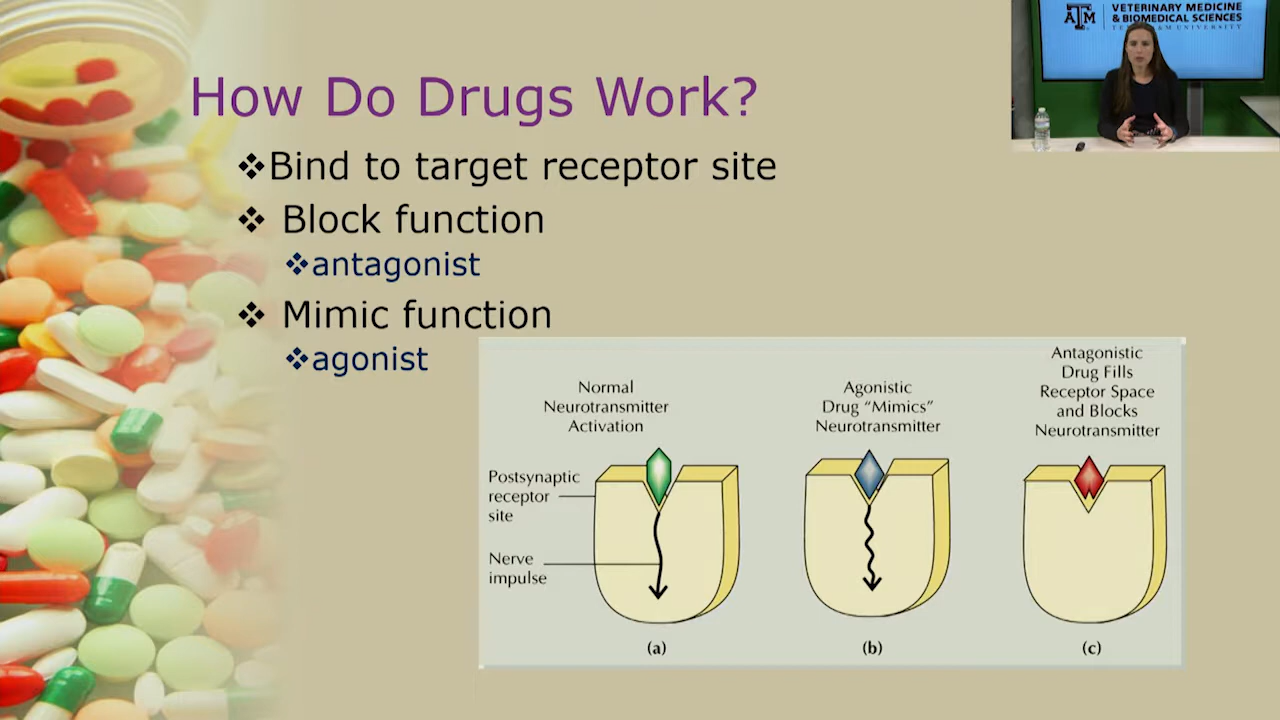 How Do Drugs Work?
❖Bind to target receptor site
❖ Block function
❖antagonist
❖ Mimic function
❖agonist
Normal
Neurotransmitter
Activation
Agonistic
Drug “Mimics”
Neurotransmitter
Antagonistic
Drug Fills
Receptor Space
and Blocks
Neurotransmitter
Postsynaptic
receptor
site
Nerve
impulse
(a)
(b)
(c)
ATM
VETERINARY MEDICINE
& BIOMEDICAL SCIENCES
TEXAS A&M UNIVERSITY